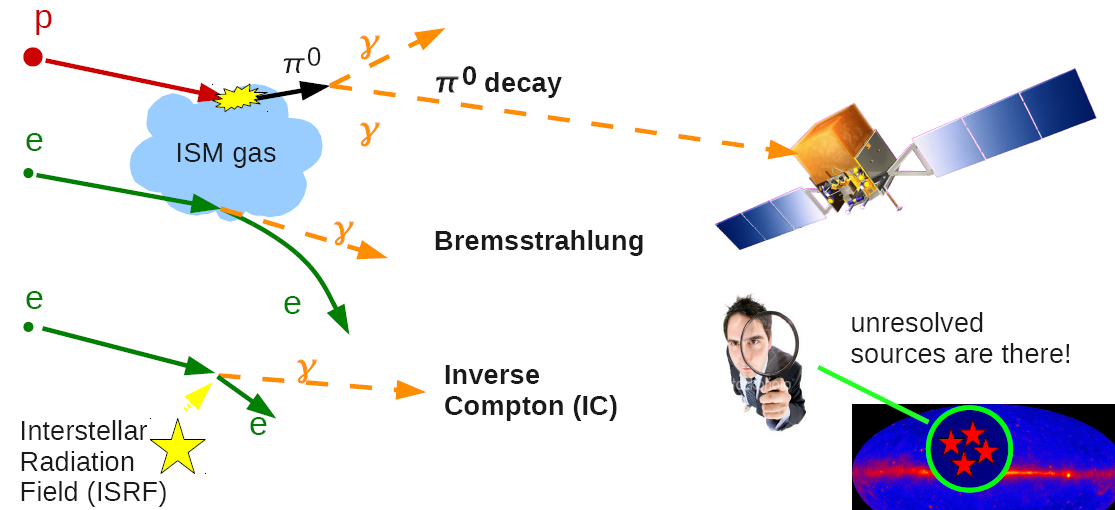 p
π⁰
γ
π⁰ decay
γ
e
ISM gas
γ
Bremsstrahlung
e
e
γ
Inverse
Compton (IC)
e
Interstellar
Radiation
Field (ISRF)
unresolved
sources are there!